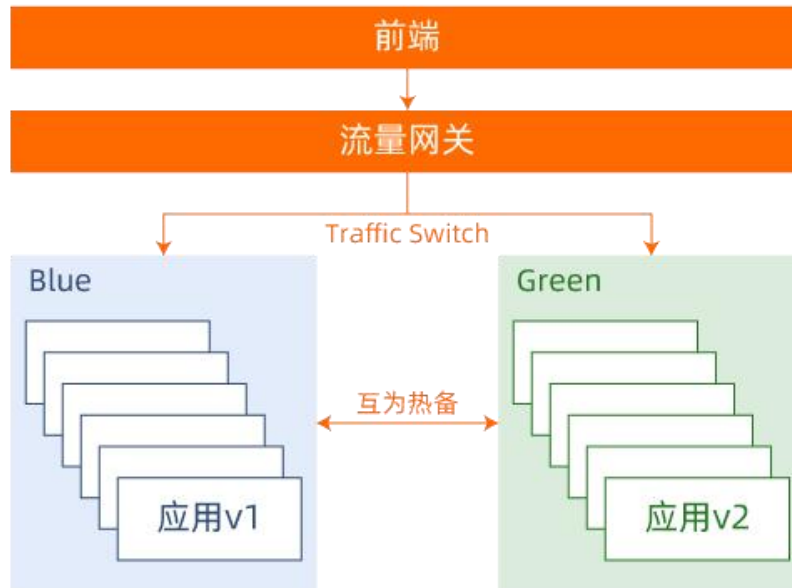 前端
流量网关
Traffic Switch
Blue
Green
互为热备
应用v1
应用v2